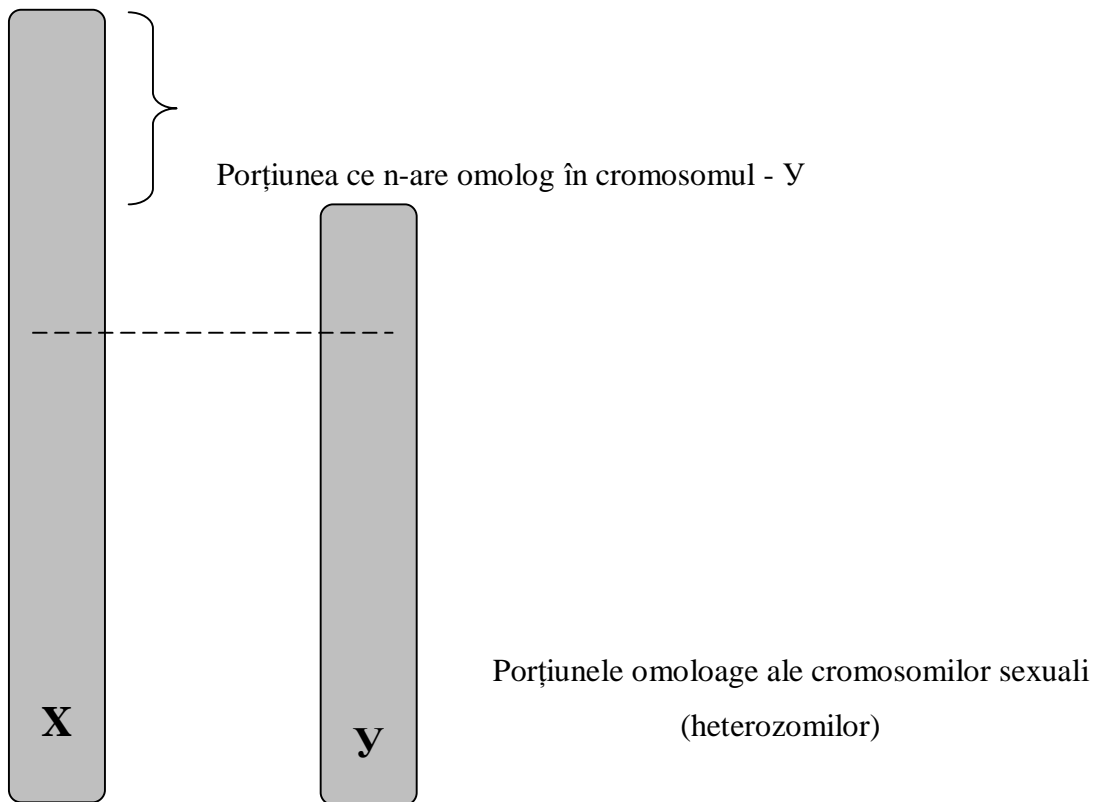 Porțiunea ce n-are omolog în cromosomul - У
Porțiunele omoloage ale cromosomilor sexuali
(heterozomilor)
X
У